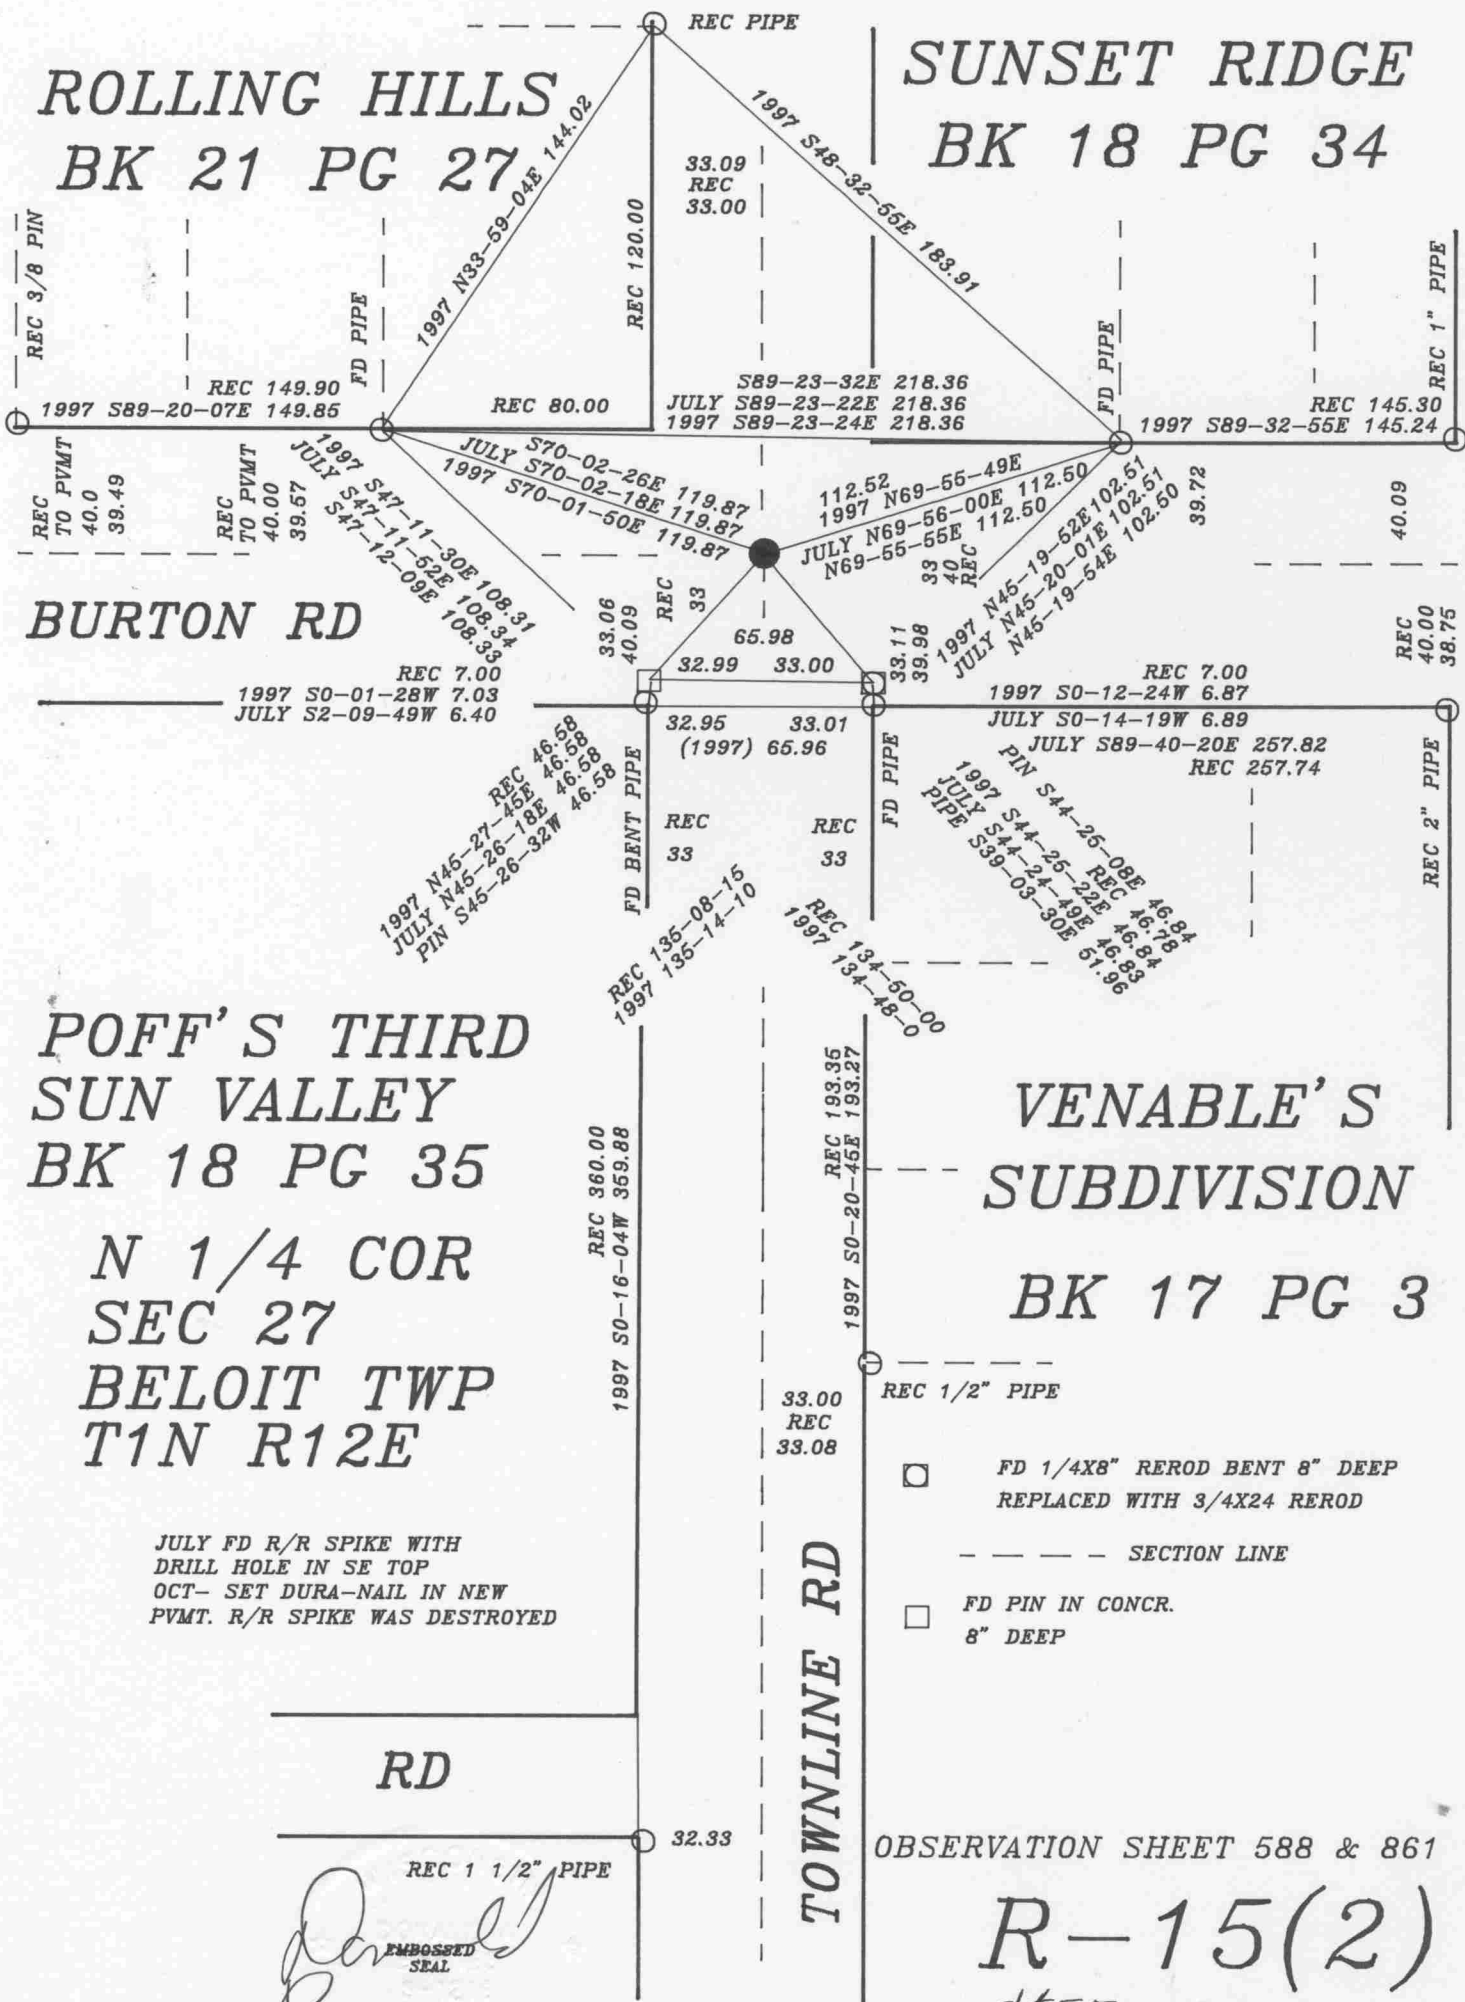 REC PIPE
ROLLING HILLS
BK 21 PG 27
SUNSET RIDGE
BK 18 PG 34
1997 N33-59-04E 144.02
1997 S48-32-55E 183.91
33.09
REC
33.00
REC 120.00
REC 3/8 PIN
FD PIPE
FD PIPE
REC 1" PIPE
REC 149.90
1997 S89-20-07E 149.85
REC 80.00
S89-23-32E 218.36
JULY S89-23-22E 218.36
1997 S89-23-24E 218.36
REC 145.30
1997 S89-32-55E 145.24
REC
TO PVMT
40.0
39.49
REC
TO PVMT
40.00
39.57
1997 S47-11-30E 108.31
JULY S47-11-52E 108.34
S47-12-09E 108.33
S70-02-26E 119.87
JULY S70-02-18E 119.87
1997 S70-01-50E 119.87
112.52
1997 N69-55-49E
JULY N69-56-00E 112.50
N69-55-55E 112.50
33
40
REC
1997 N45-19-52E 102.51
JULY N45-20-01E 102.51
N45-19-54E 102.50
39.72
40.09
BURTON RD
33.06
40.09
REC
33
65.98
32.99 33.00
33.11
39.98
REC
40.00
38.75
REC 7.00
1997 S0-01-28W 7.03
JULY S2-09-49W 6.40
REC 7.00
1997 S0-12-24W 6.87
JULY S0-14-19W 6.89
JULY S89-40-20E 257.82
REC 257.74
32.95 33.01
(1997) 65.96
REC 46.58
1997 N45-27-45E 46.58
JULY N45-26-18E 46.58
PIN S45-26-32W 46.58
FD BENT PIPE
REC
33
REC
33
FD PIPE
PIN S44-25-08E 46.84
REC 46.78
1997 S44-25-22E 46.84
JULY S44-24-49E 46.83
PIPE S39-03-30E 51.96
REC 2" PIPE
REC 135-08-15
1997 135-14-10
REC 134-50-00
1997 134-48-0
POFF'S THIRD
SUN VALLEY
BK 18 PG 35
N 1/4 COR
SEC 27
BELOIT TWP
T1N R12E
REC 360.00
1997 S0-16-04W 359.88
REC 193.35
1997 S0-20-45E 193.27
VENABLE'S
SUBDIVISION
BK 17 PG 3
REC 1/2" PIPE
33.00
REC
33.08
FD 1/4X8" REROD BENT 8" DEEP
REPLACED WITH 3/4X24 REROD
SECTION LINE
FD PIN IN CONCR.
8" DEEP
JULY FD R/R SPIKE WITH
DRILL HOLE IN SE TOP
OCT- SET DURA-NAIL IN NEW
PVMT. R/R SPIKE WAS DESTROYED
TOWNLINE RD
RD
32.33
REC 1 1/2" PIPE
EMBOSSED
SEAL
OBSERVATION SHEET 588 & 861
R-15(2)